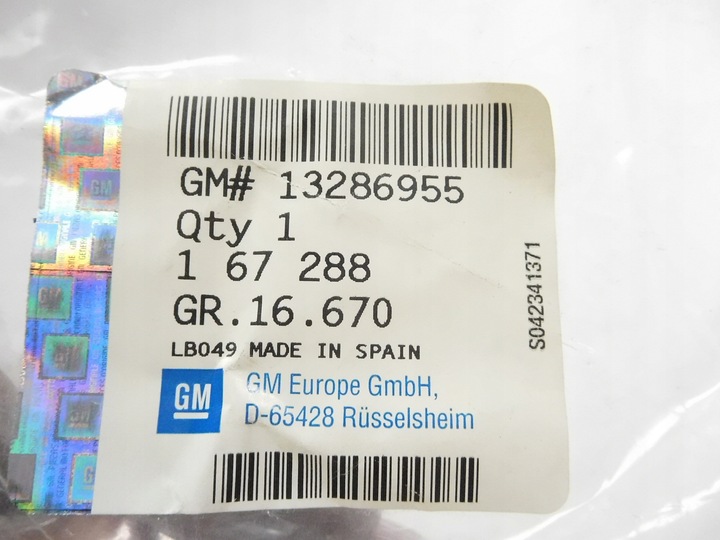 GM# 13286955
Qty 1
1 67 288
GR.16.670
LB049 MADE IN SPAIN
GM
GM Europe GmbH,
D-65428 Rüsselsheim
S042341371